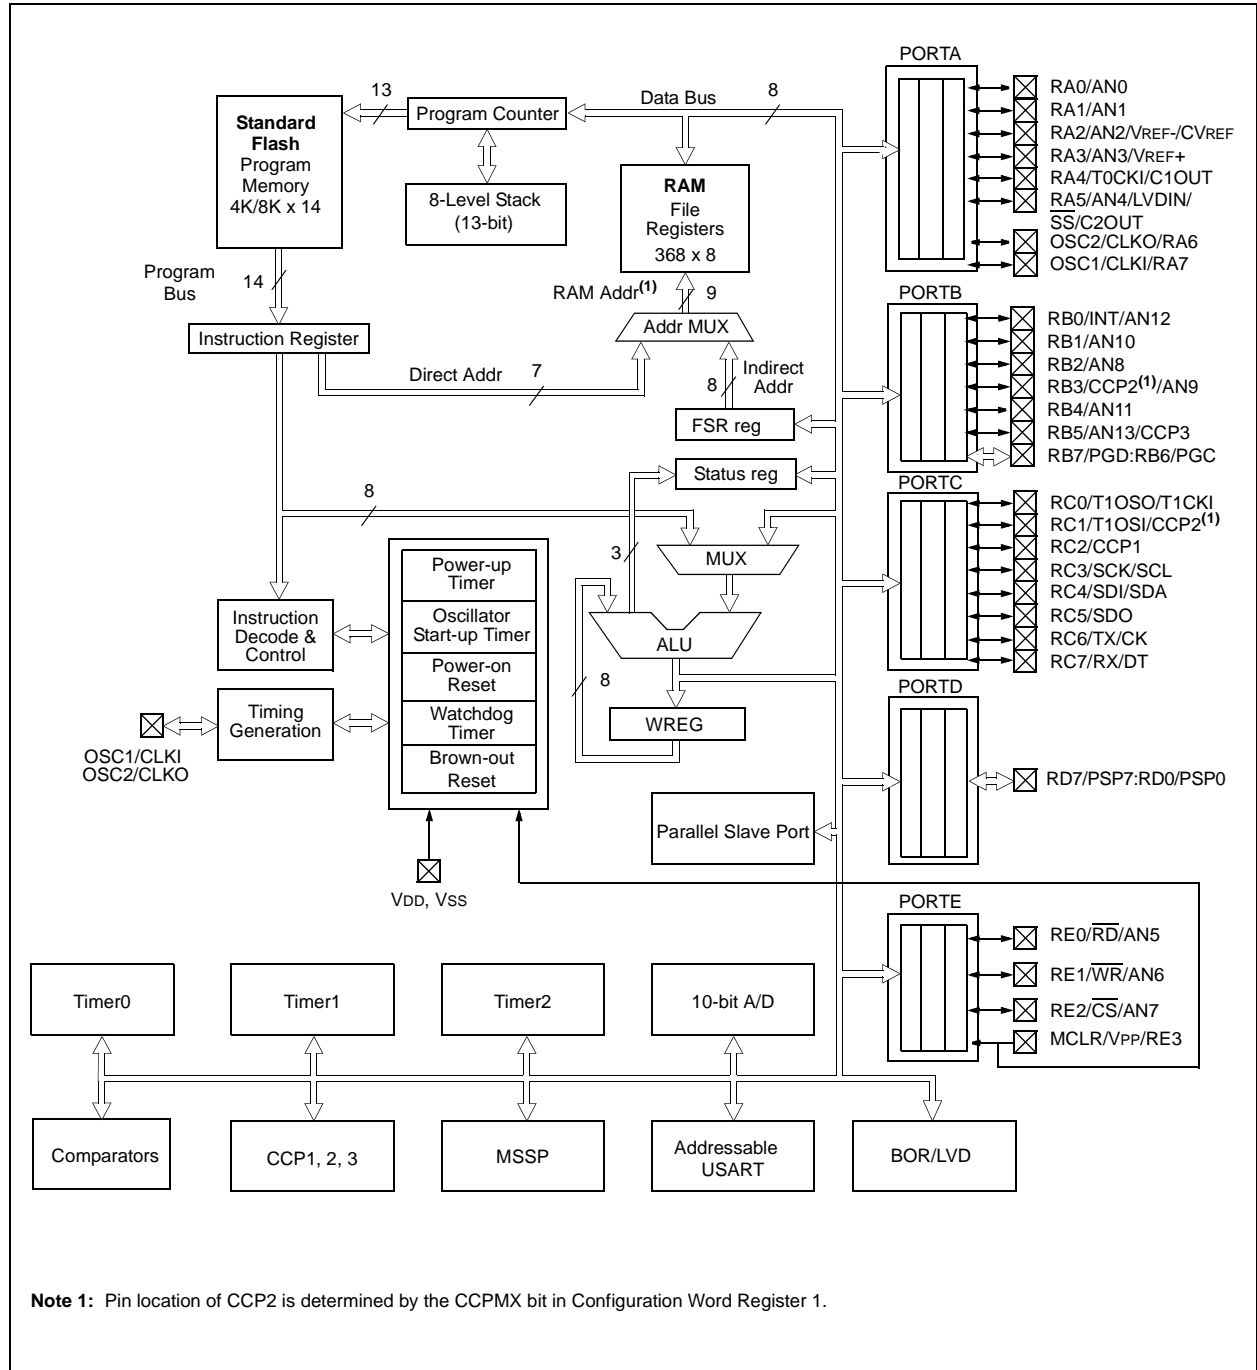 PORTA
13
Data Bus
8
Program Counter
Standard
Flash
Program
Memory
4K/8K x 14
8-Level Stack
(13-bit)
RAM
File
Registers
368 x 8
RA0/AN0
RA1/AN1
RA2/AN2/VREF-/CVREF
RA3/AN3/VREF+
RA4/T0CKI/C1OUT
RA5/AN4/LVDIN/
SS/C2OUT
OSC2/CLKO/RA6
OSC1/CLKI/RA7
Program
Bus
14
RAM Addr(1)
9
PORTB
Addr MUX
Instruction Register
Direct Addr
7
8
Indirect
Addr
FSR reg
Status reg
RB0/INT/AN12
RB1/AN10
RB2/AN8
RB3/CCP2(1)/AN9
RB4/AN11
RB5/AN13/CCP3
RB7/PGD:RB6/PGC
PORTC
8
3
MUX
Power-up
Timer
Oscillator
Start-up Timer
Power-on
Reset
Watchdog
Timer
Brown-out
Reset
Instruction
Decode &
Control
ALU
8
WREG
RC0/T1OSO/T1CKI
RC1/T1OSI/CCP2(1)
RC2/CCP1
RC3/SCK/SCL
RC4/SDI/SDA
RC5/SDO
RC6/TX/CK
RC7/RX/DT
PORTD
Timing
Generation
OSC1/CLKI
OSC2/CLKO
RD7/PSP7:RD0/PSP0
Parallel Slave Port
VDD, VSS
PORTE
RE0/RD/AN5
RE1/WR/AN6
RE2/CS/AN7
MCLR/VPP/RE3
Timer0
Timer1
Timer2
10-bit A/D
Comparators
CCP1, 2, 3
MSSP
Addressable
USART
BOR/LVD
Note 1: Pin location of CCP2 is determined by the CCPMX bit in Configuration Word Register 1.